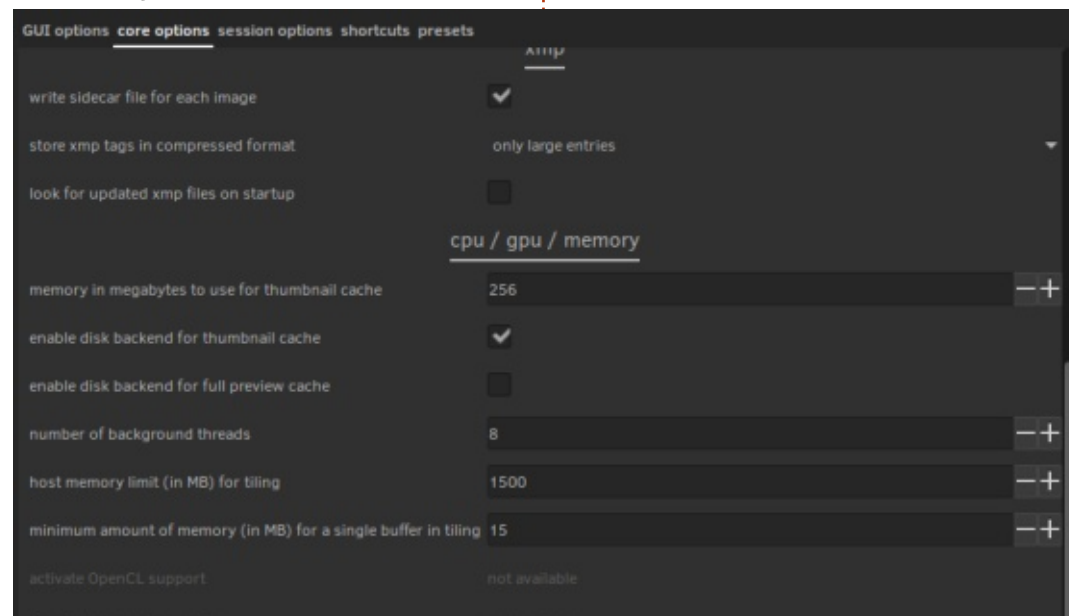 GUI options core options session options shortcuts presets
xmp
write sidecar file for each image
store xmp tags in compressed format only large entries
look for updated xmp files on startup
cpu / gpu / memory
memory in megabytes to use for thumbnail cache 256
enable disk backend for thumbnail cache
enable disk backend for full preview cache
number of background threads 8
host memory limit (in MB) for tiling 1500
minimum amount of memory (in MB) for a single buffer in tiling 15
activate OpenCL support not available